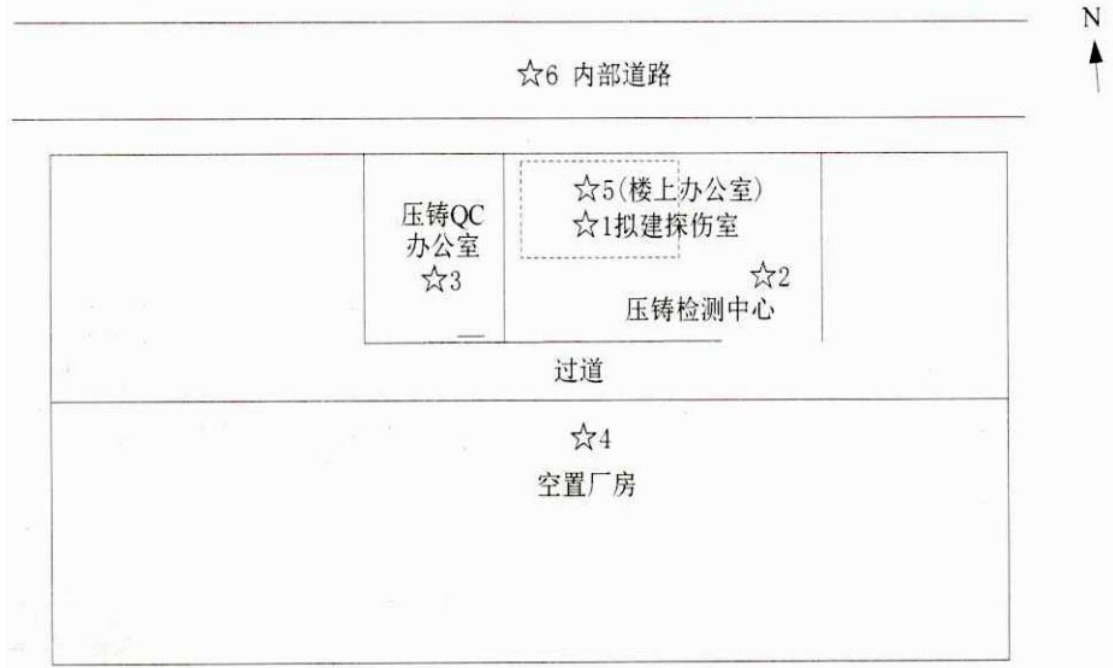 N
☆6 内部道路
☆5(楼上办公室)
☆1拟建探伤室
压铸QC
办公室
☆3
☆2
压铸检测中心
过道
☆4
空置厂房